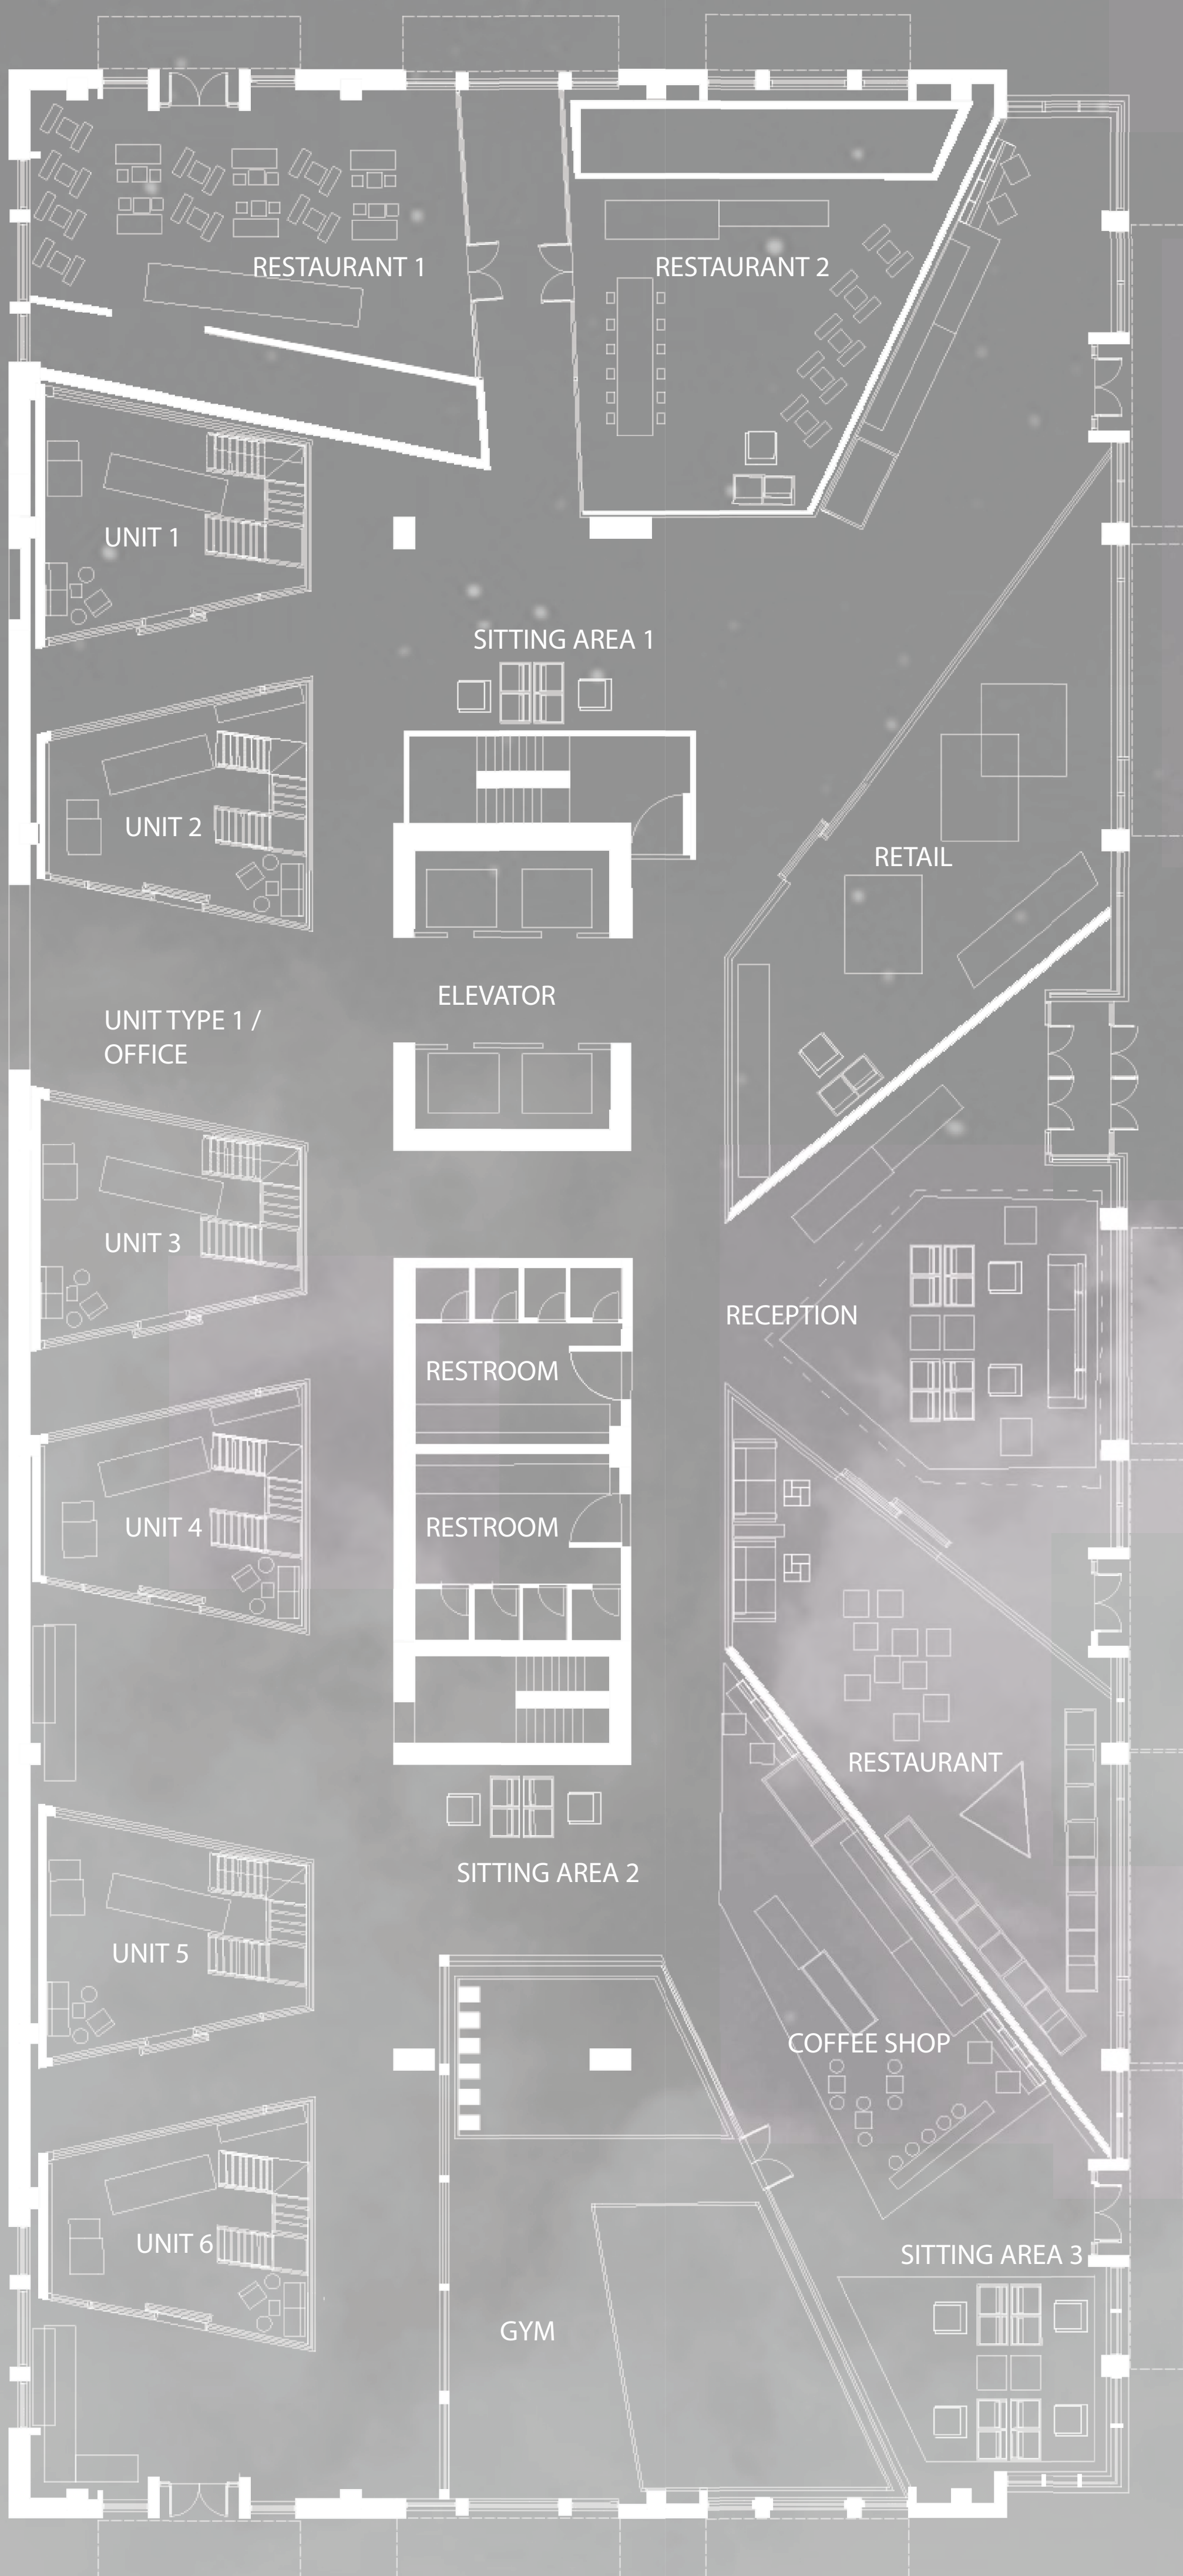 RESTAURANT 1
RESTAURANT 2
UNIT 1
SITTING AREA 1
UNIT 2
RETAIL
ELEVATOR
UNIT TYPE 1 /
OFFICE
UNIT 3
RECEPTION
RESTROOM
UNIT 4
RESTROOM
RESTAURANT
SITTING AREA 2
UNIT 5
COFFEE SHOP
UNIT 6
SITTING AREA 3
GYM